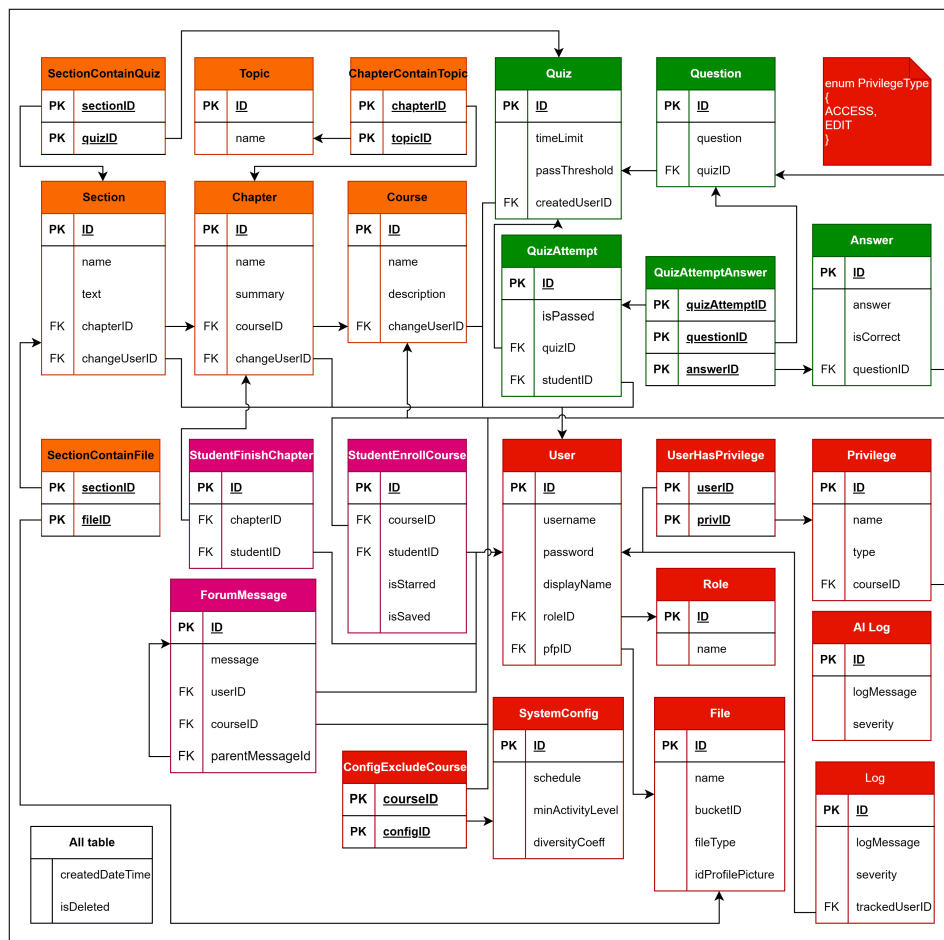 SectionContainQuiz
PK sectionID
PK quizID
Topic
PK ID
name
ChapterContainTopic
PK chapterID
PK topicID
Quiz
PK ID
timeLimit
passThreshold
FK createdUserID
Question
PK ID
question
FK quizID
enum PrivilegeType
{
ACCESS,
EDIT
}
Section
PK ID
name
text
FK chapterID
FK changeUserID
Chapter
PK ID
name
summary
FK courseID
FK changeUserID
Course
PK ID
name
description
FK changeUserID
QuizAttempt
PK ID
isPassed
FK quizID
FK studentID
QuizAttemptAnswer
PK quizAttemptID
PK questionID
PK answerID
Answer
PK ID
answer
isCorrect
FK questionID
SectionContainFile
PK sectionID
PK fileID
StudentFinishChapter
PK ID
FK chapterID
FK studentID
StudentEnrollCourse
PK ID
FK courseID
FK studentID
isStarred
isSaved
User
PK ID
username
password
displayName
FK roleID
FK pfpID
UserHasPrivilege
PK userID
PK privID
Privilege
PK ID
name
type
FK courseID
ForumMessage
PK ID
message
FK userID
FK courseID
FK parentMessageId
Role
PK ID
name
AI Log
PK ID
logMessage
severity
ConfigExcludeCourse
PK courseID
PK configID
SystemConfig
PK ID
schedule
minActivityLevel
diversityCoeff
File
PK ID
name
bucketID
fileType
idProfilePicture
Log
PK ID
logMessage
severity
FK trackedUserID
All table
createdDateTime
isDeleted